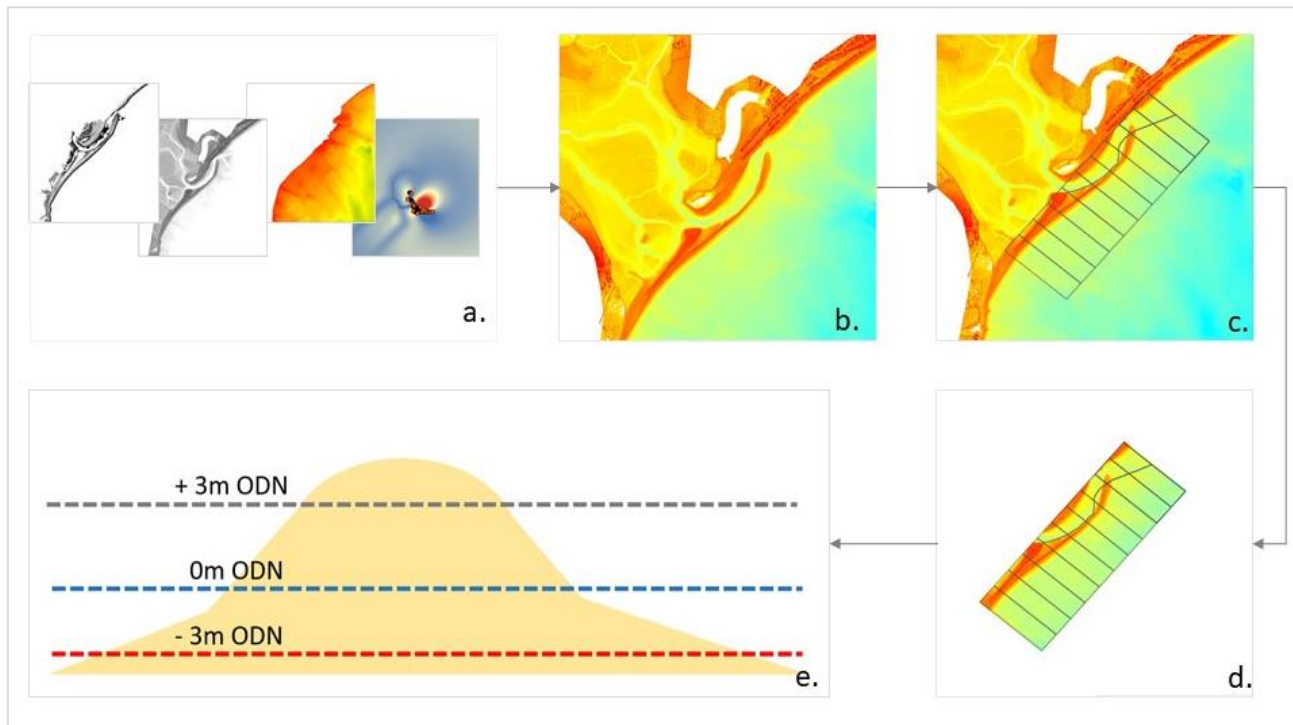 a.
b.
c.
+ 3m ODN
0m ODN
- 3m ODN
e.
d.